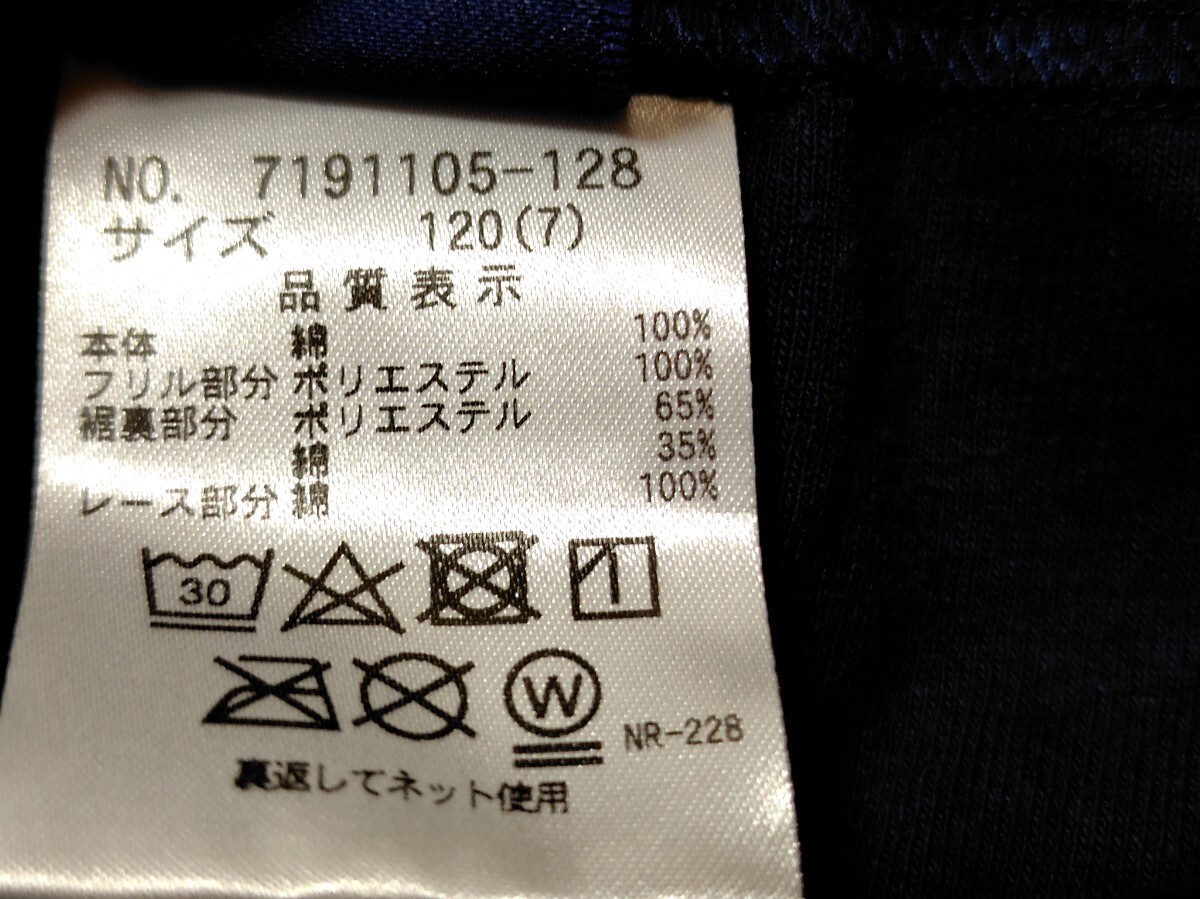 NO. 7191105-128
サイズ 120(7)
品質表示
本体 綿 100%
フリル部分 ポリエステル 100%
裾裏部分 ポリエステル 65%
綿 35%
レース部分 綿 100%
30
W
NR-228
裏返してネット使用